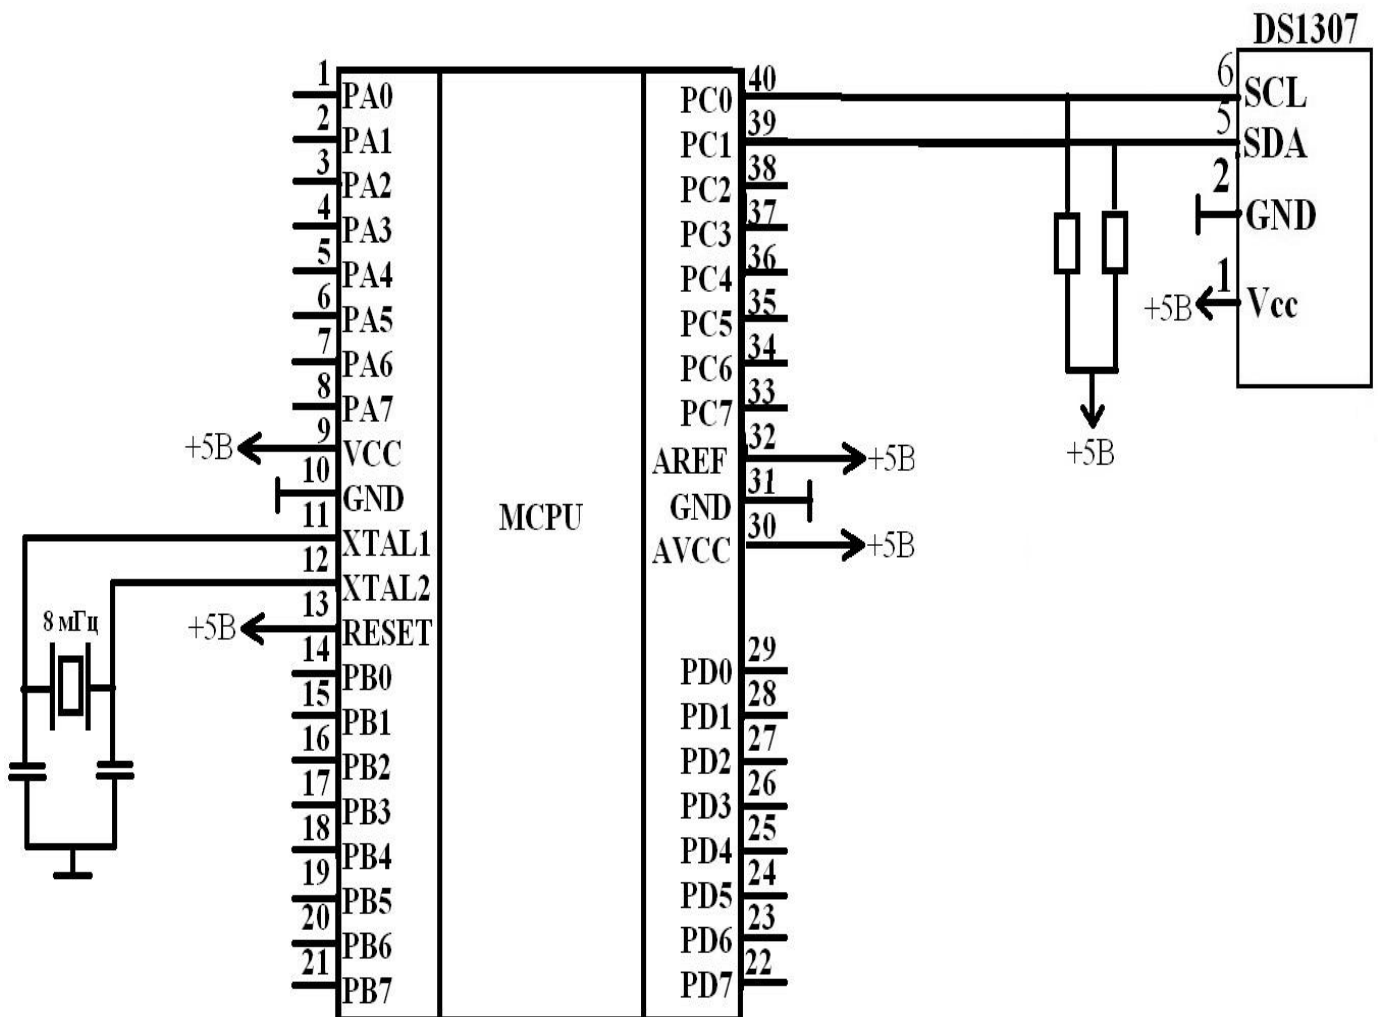 DS1307
6
SCL
5
SDA
2
GND
1
+5В
Vcc
1
PA0
2
PA1
3
PA2
4
PA3
5
PA4
6
PA5
7
PA6
8
PA7
9
+5В
VCC
10
GND
11
XTAL1
12
XTAL2
13
+5В
RESET
8 мГц
14
PB0
15
PB1
16
PB2
17
PB3
18
PB4
19
PB5
20
PB6
21
PB7
MCPU
40
PC0
39
PC1
38
PC2
37
PC3
36
PC4
35
PC5
34
PC6
33
PC7
32
AREF
+5В
31
GND
30
AVCC
+5В
29
PD0
28
PD1
27
PD2
26
PD3
25
PD4
24
PD5
23
PD6
22
PD7
+5В